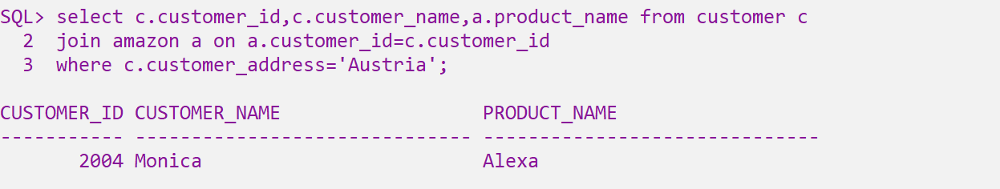 SQL> select c.customer_id,c.customer_name,a.product_name from customer c
2 join amazon a on a.customer_id=c.customer_id
3 where c.customer_address='Austria';
CUSTOMER_ID CUSTOMER_NAME PRODUCT_NAME
----------- ------------------------------ ------------------------------
2004 Monica Alexa